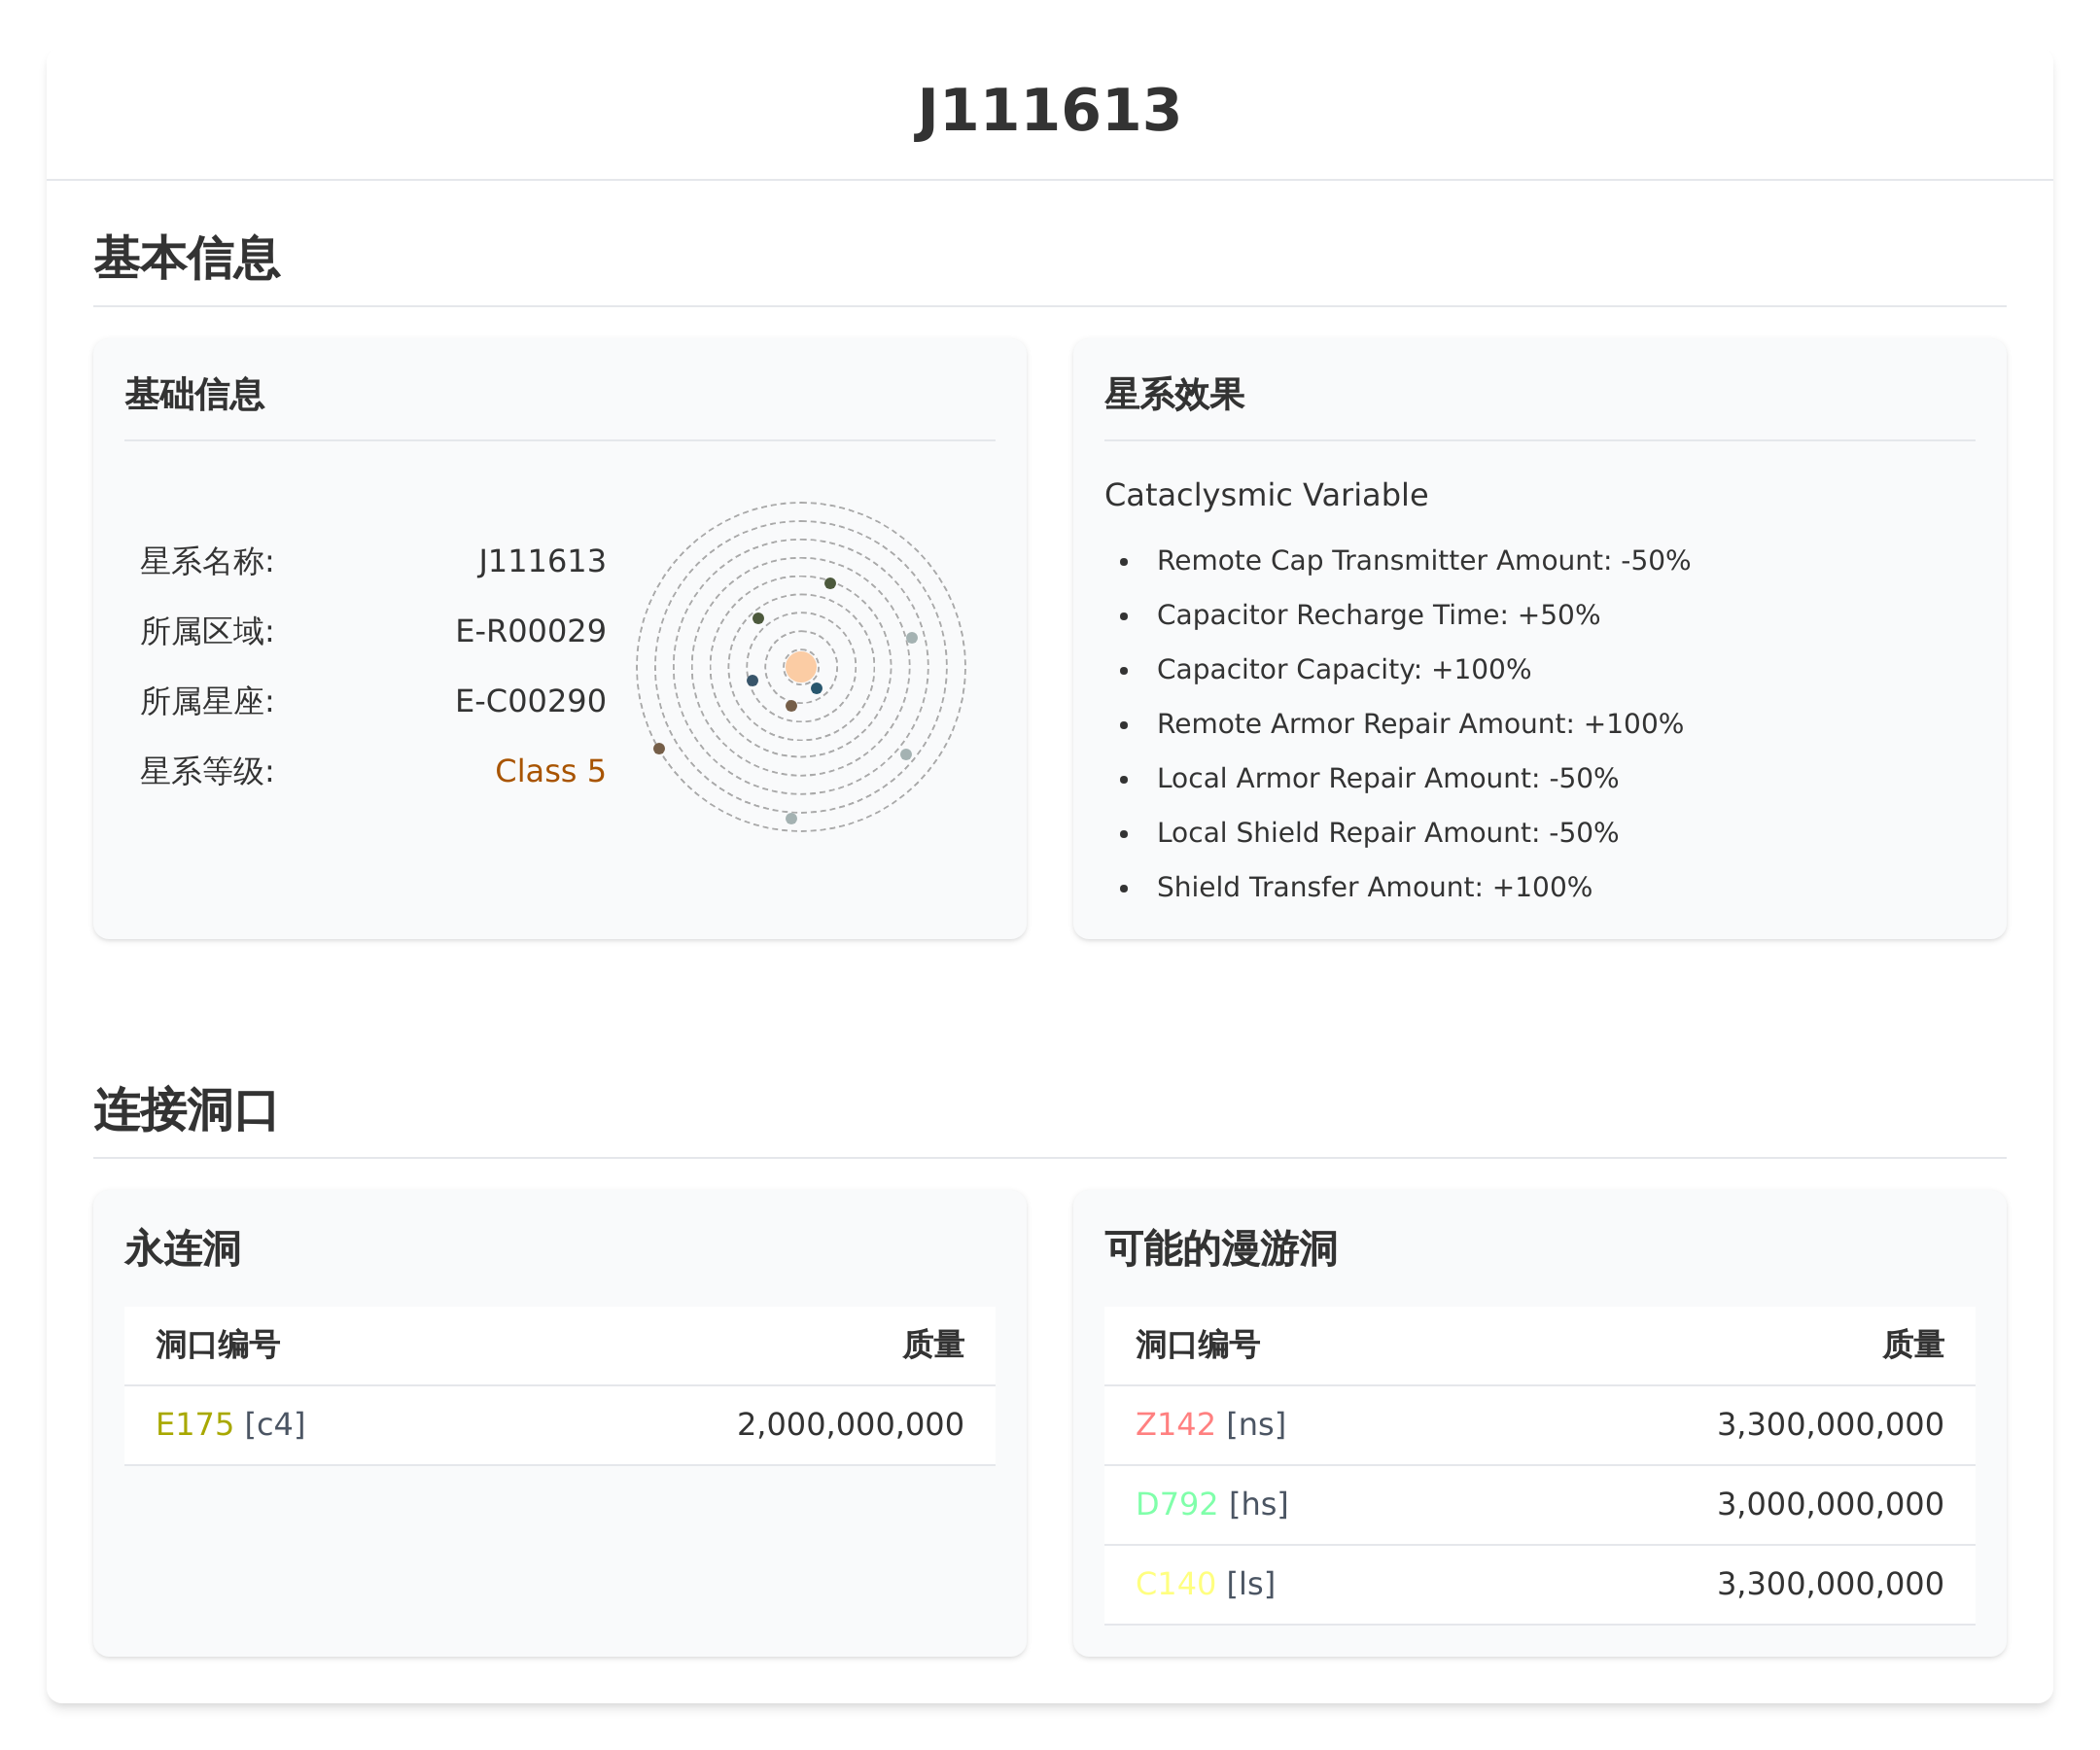 J111613
基本信息
基础信息
星系名称: J111613
所属区域: E-R00029
所属星座: E-C00290
星系等级: Class 5
星系效果
Cataclysmic Variable
• Remote Cap Transmitter Amount: -50%
• Capacitor Recharge Time: +50%
• Capacitor Capacity: +100%
• Remote Armor Repair Amount: +100%
• Local Armor Repair Amount: -50%
• Local Shield Repair Amount: -50%
• Shield Transfer Amount: +100%
连接洞口
永连洞
洞口编号 质量
E175 [c4] 2,000,000,000
可能的漫游洞
洞口编号 质量
Z142 [ns] 3,300,000,000
D792 [hs] 3,000,000,000
C140 [ls] 3,300,000,000